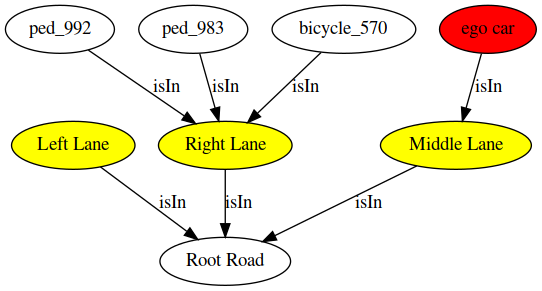 ped_992
ped_983
bicycle_570
ego car
isIn
isIn
isIn
isIn
Left Lane
Right Lane
Middle Lane
isIn
isIn
isIn
Root Road